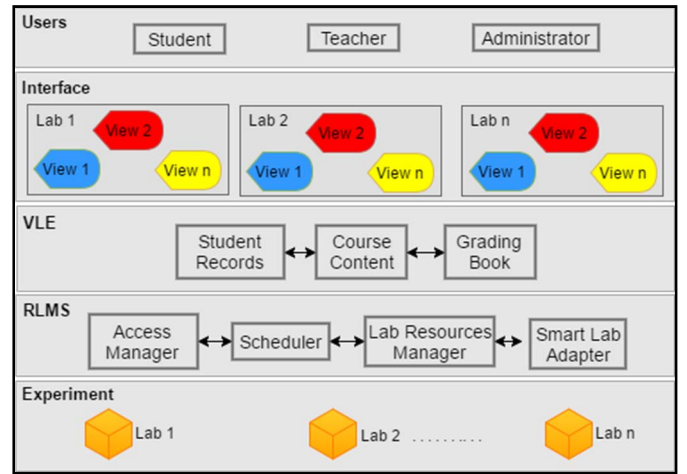 Users
Student
Teacher
Administrator
Interface
Lab 1
View 2
View 1
View n
Lab 2
View 2
View 1
View n
Lab n
View 2
View 1
View n
VLE
Student
Records
Course
Content
Grading
Book
RLMS
Access
Manager
Scheduler
Lab Resources
Manager
Smart Lab
Adapter
Experiment
Lab 1
Lab 2 ..........
Lab n